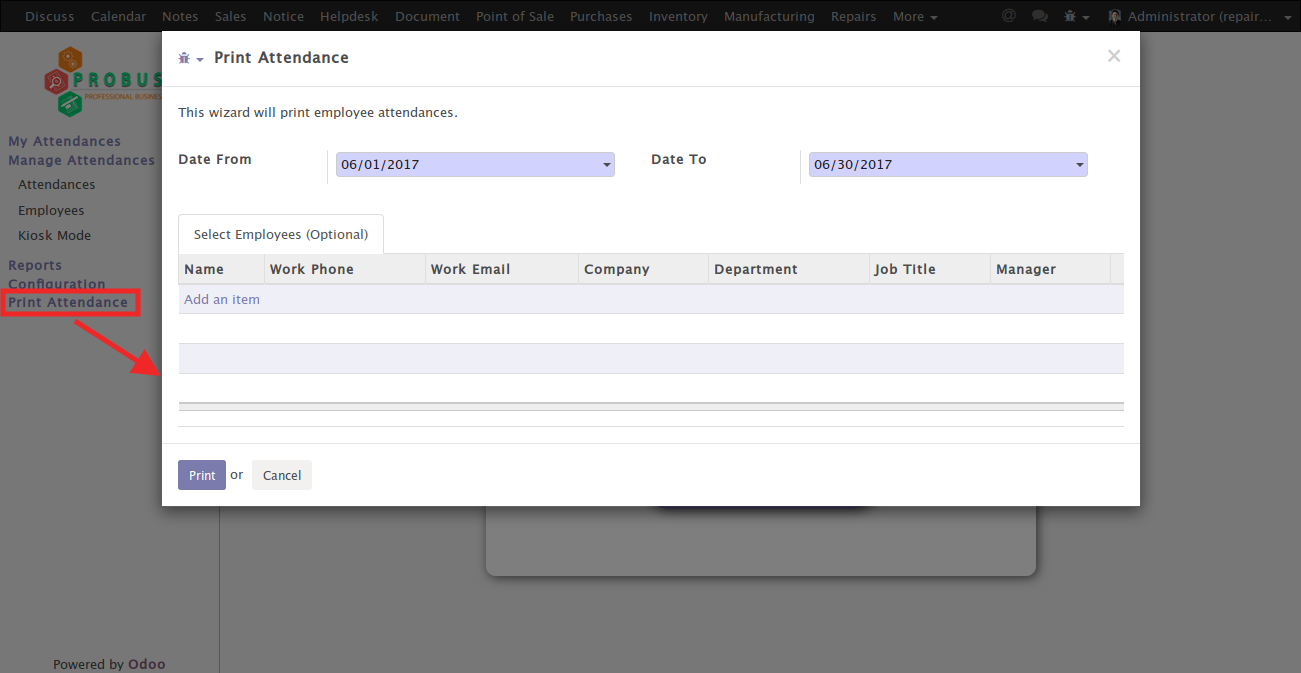 Discuss Calendar Notes Sales Notice Helpdesk Document Point of Sale Purchases Inventory Manufacturing Repairs More @ Administrator (repair...
PROBUS
PROFESSIONAL BUSINES
Print Attendance ×
This wizard will print employee attendances.
Date From 06/01/2017 Date To 06/30/2017
Select Employees (Optional)
Name Work Phone Work Email Company Department Job Title Manager
Add an item
Print or Cancel
My Attendances
Manage Attendances
Attendances
Employees
Kiosk Mode
Reports
Configuration
Print Attendance
Powered by Odoo